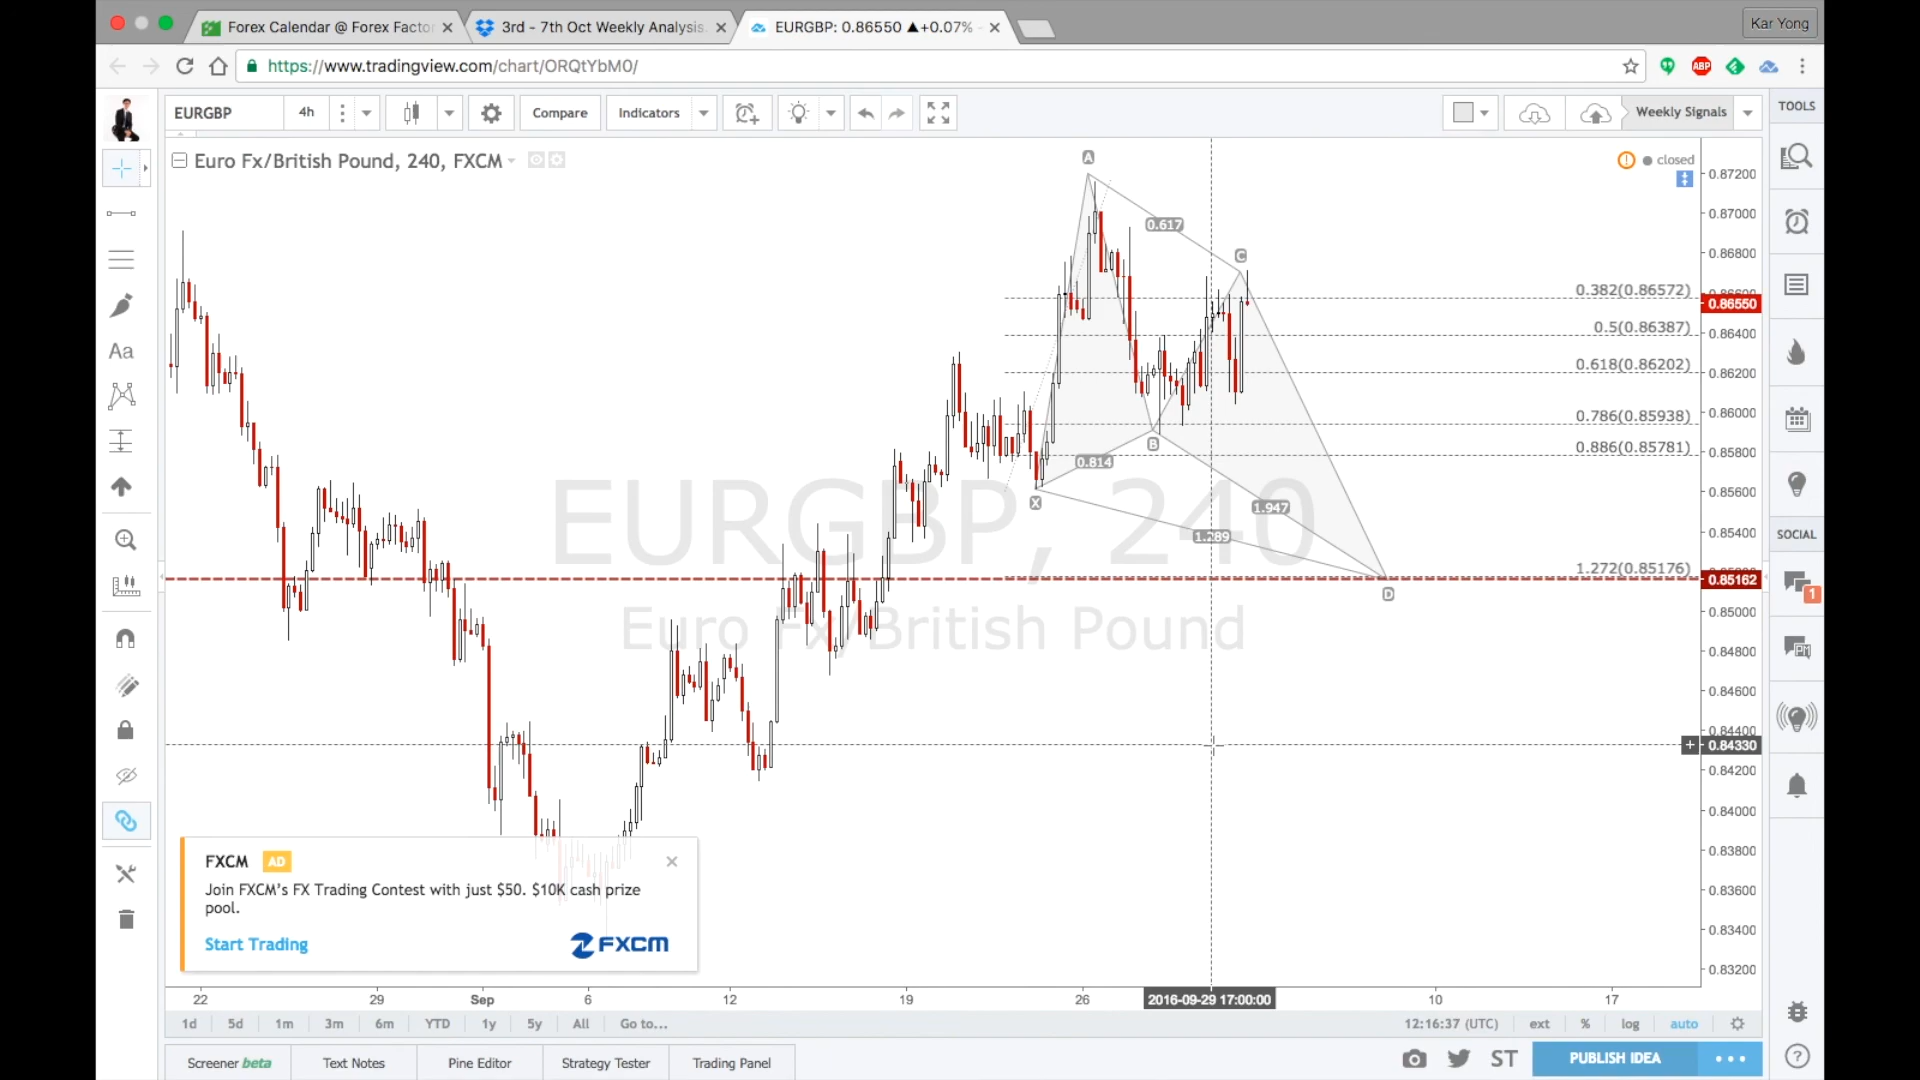 Forex Calendar @ Forex Facto
3rd - 7th Oct Weekly Analysis.
EURGBP: 0.86550 ▲+0.07% -
Kar Yong
https://www.tradingview.com/chart/ORQtYbM0/
ABP
EURGBP
4h
Compare
Indicators
Weekly Signals
TOOLS
Euro Fx/British Pound, 240, FXCM
closed
A
0.87200
0.617
0.87000
C
0.86800
0.382(0.86572)
0.86550
0.5(0.86387)
0.86400
0.618(0.86202)
0.86200
0.786(0.85938)
0.86000
B
0.886(0.85781)
0.85800
0.814
0.85600
X
1.947
EURGBP, 240
1.289
0.85400
SOCIAL
1.272(0.85176)
0.85162
D
1
0.85000
Euro Fx/British Pound
0.84800
0.84600
0.84400
0.84330
0.84200
0.84000
0.83800
0.83600
0.83400
0.83200
Aa
FXCM AD
Join FXCM's FX Trading Contest with just $50. $10K cash prize
pool.
Start Trading
FXCM
22
29
Sep
6
12
19
26
2016-09-29 17:00:00
10
17
1d
5d
1m
3m
6m
YTD
1y
5y
All
Go to...
12:16:37 (UTC)
ext
%
log
auto
Screener beta
Text Notes
Pine Editor
Strategy Tester
Trading Panel
ST
PUBLISH IDEA